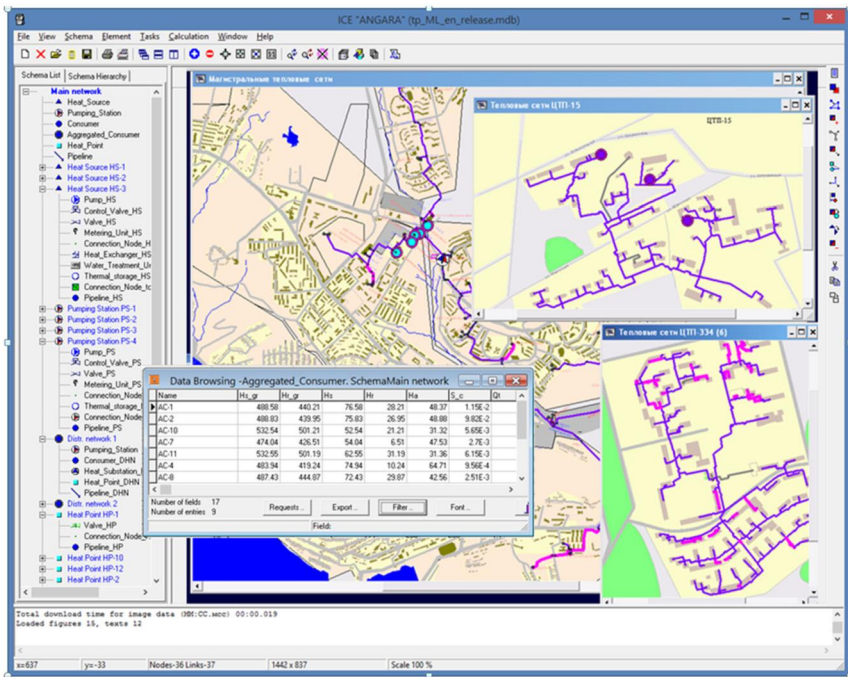 ICE "ANGARA" (tp_ML_en_release.mdb)
File View Schema Element Tasks Calculation Window Help
Schema List Schema Hierarchy
Main network
Heat_Source
Pumping_Station
Consumer
Aggregated_Consumer
Heat_Point
Pipeline
Heat Source HS-1
Heat Source HS-2
Heat Source HS-3
Pump_HS
Control_Valve_HS
Valve_HS
Metering_Unit_HS
Connection_Node_H
Heat_Exchanger_HS
Water_Treatment_Un
Thermal_storage_HS
Connection_Node_tc
Pipeline_HS
Pumping Station PS-1
Pumping Station PS-2
Pumping Station PS-3
Pumping Station PS-4
Pump_PS
Control_Valve_PS
Valve_PS
Metering_Unit_PS
Connection_Node
Thermal_storage_
Connection_Node
Pipeline_PS
Distr. network 1
Pumping_Station
Consumer_DHN
Heat_Substation_
Heat_Point_DHN
Pipeline_DHN
Distr. network 2
Heat Point HP-1
Valve_HP
Connection_Node
Pipeline_HP
Heat Point HP-10
Heat Point HP-12
Heat Point HP-2
Магистральные тепловые сети
Тепловые сети ЦТП-15
ЦТП-15
Тепловые сети ЦТП-334 (6)
Data Browsing -Aggregated_Consumer. SchemaMain network
Name Hs_gr Hr_gr Hs Hr Ha S_c Qt
AC-1 488.58 440.21 76.58 28.21 48.37 1.15E-2
AC-2 488.83 439.95 75.83 26.95 48.88 9.82E-2
AC-10 532.54 501.21 52.54 21.21 31.32 5.65E-3
AC-7 474.04 426.51 54.04 6.51 47.53 2.7E-3
AC-11 532.55 501.19 62.55 31.19 31.36 6.15E-3
AC-4 483.94 419.24 74.94 10.24 64.71 9.56E-4
AC-8 487.43 444.87 72.43 29.87 42.56 2.51E-3
Number of fields 17
Number of entries 9
Requests .. Export .. Filter .. Font ..
Field:
Total download time for image data (MM:CC.мсс) 00:00.019
Loaded figures 15, texts 12
x=637 y=-33 Nodes-36 Links-37 1442 x 837 Scale 100 %